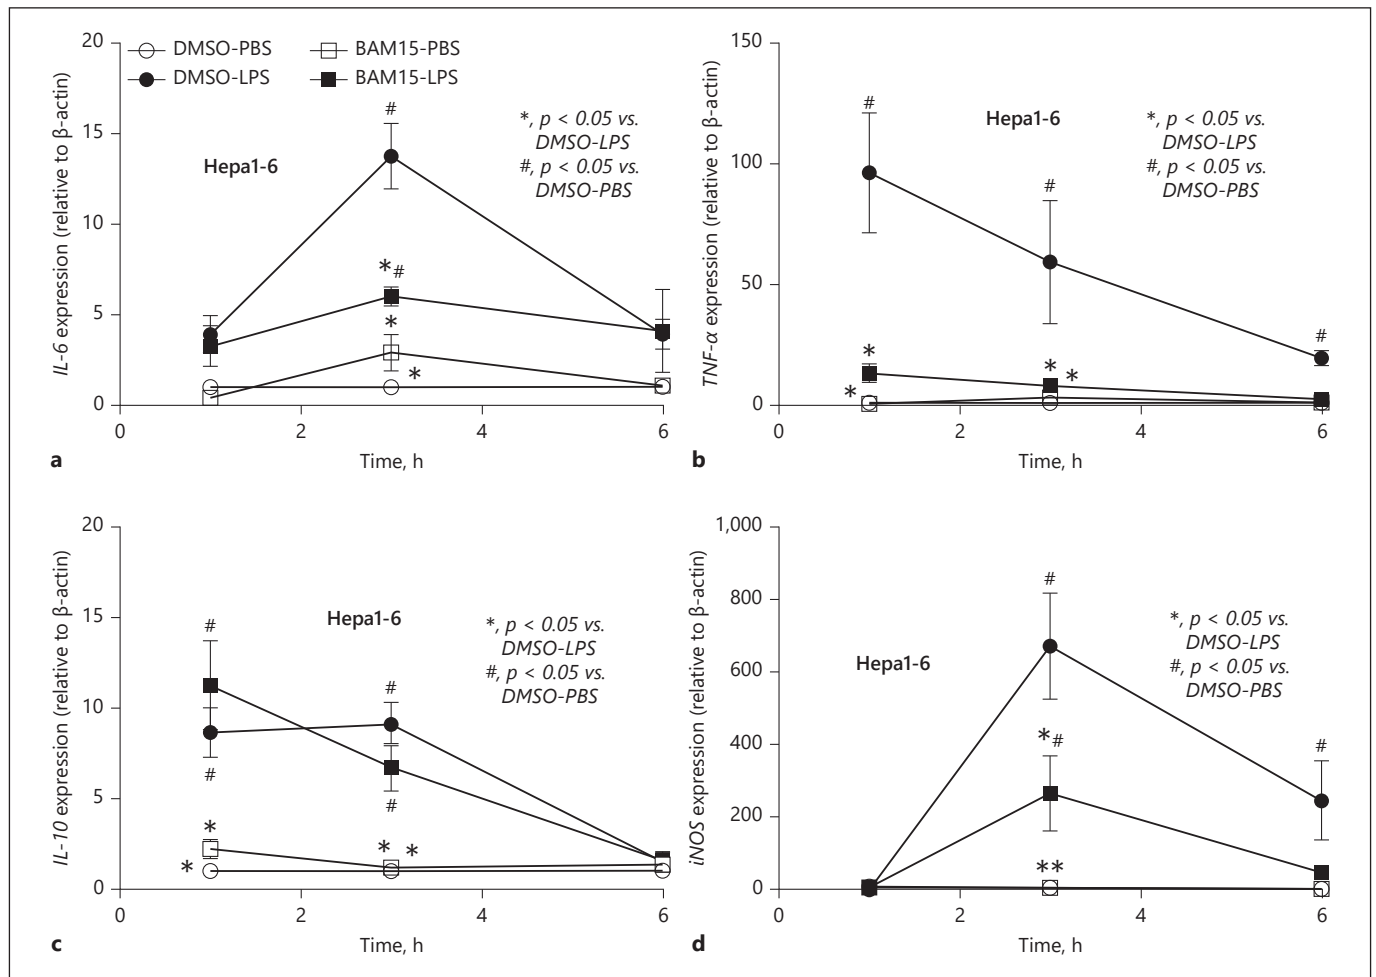 DMSO-PBS
DMSO-LPS
BAM15-PBS
BAM15-LPS
IL-6 expression (relative to β-actin)
20
15
10
5
0
#
Hepa1-6
*, p < 0.05 vs.
DMSO-LPS
#, p < 0.05 vs.
DMSO-PBS
*#
*
*
0 2 4 6
a
Time, h
TNF-α expression (relative to β-actin)
150
100
50
0
#
Hepa1-6
*, p < 0.05 vs.
DMSO-LPS
#, p < 0.05 vs.
DMSO-PBS
#
#
*
* *
*
0 2 4 6
b
Time, h
IL-10 expression (relative to β-actin)
20
15
10
5
0
Hepa1-6
*, p < 0.05 vs.
DMSO-LPS
#, p < 0.05 vs.
DMSO-PBS
#
#
#
#
*
* *
*
0 2 4 6
c
Time, h
iNOS expression (relative to β-actin)
1,000
800
600
400
200
0
#
Hepa1-6
*, p < 0.05 vs.
DMSO-LPS
#, p < 0.05 vs.
DMSO-PBS
*#
#
**
0 2 4 6
d
Time, h